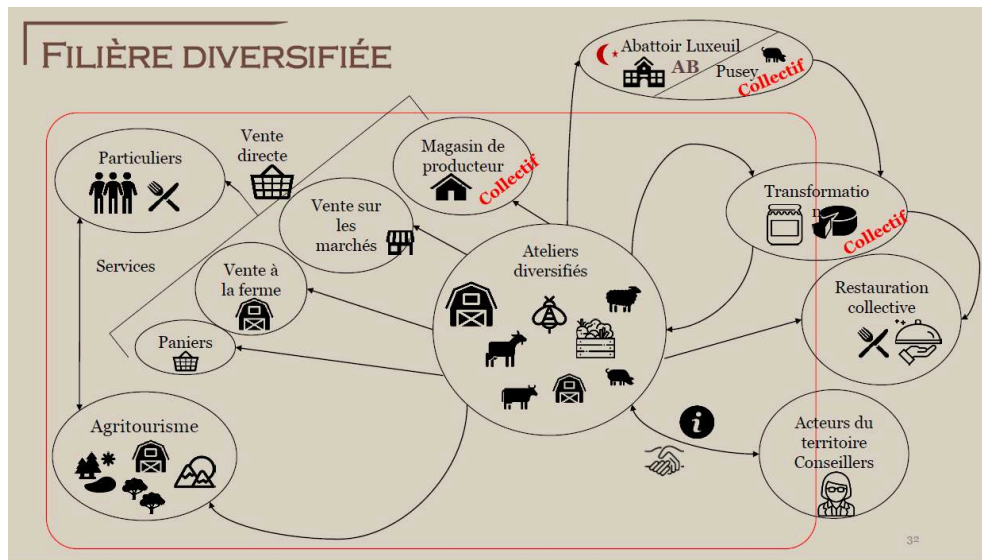 FILIÈRE DIVERSIFIÉE
Abattoir Luxeuil
AB
Pusey
Collectif
Particuliers
Vente
directe
Magasin de
producteur
Collectif
Transformatio
n
Collectif
Vente sur
les
marchés
Ateliers
diversifiés
Services
Vente à
la ferme
Restauration
collective
Paniers
Agritourisme
i
Acteurs du
territoire
Conseillers
32